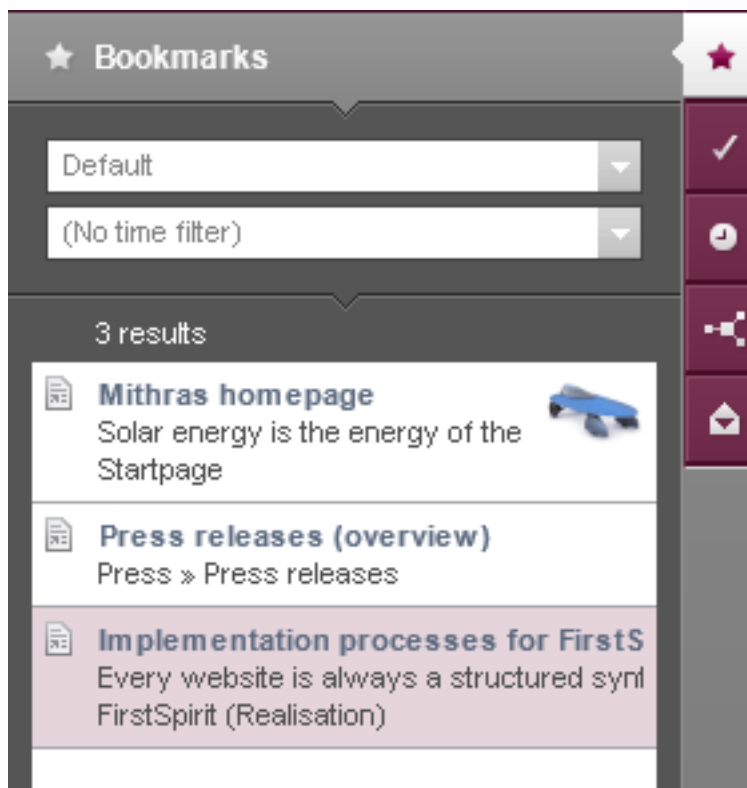 Bookmarks
Default
(No time filter)
3 results
Mithras homepage
Solar energy is the energy of the
Startpage
Press releases (overview)
Press » Press releases
Implementation processes for FirstS
Every website is always a structured synt
FirstSpirit (Realisation)